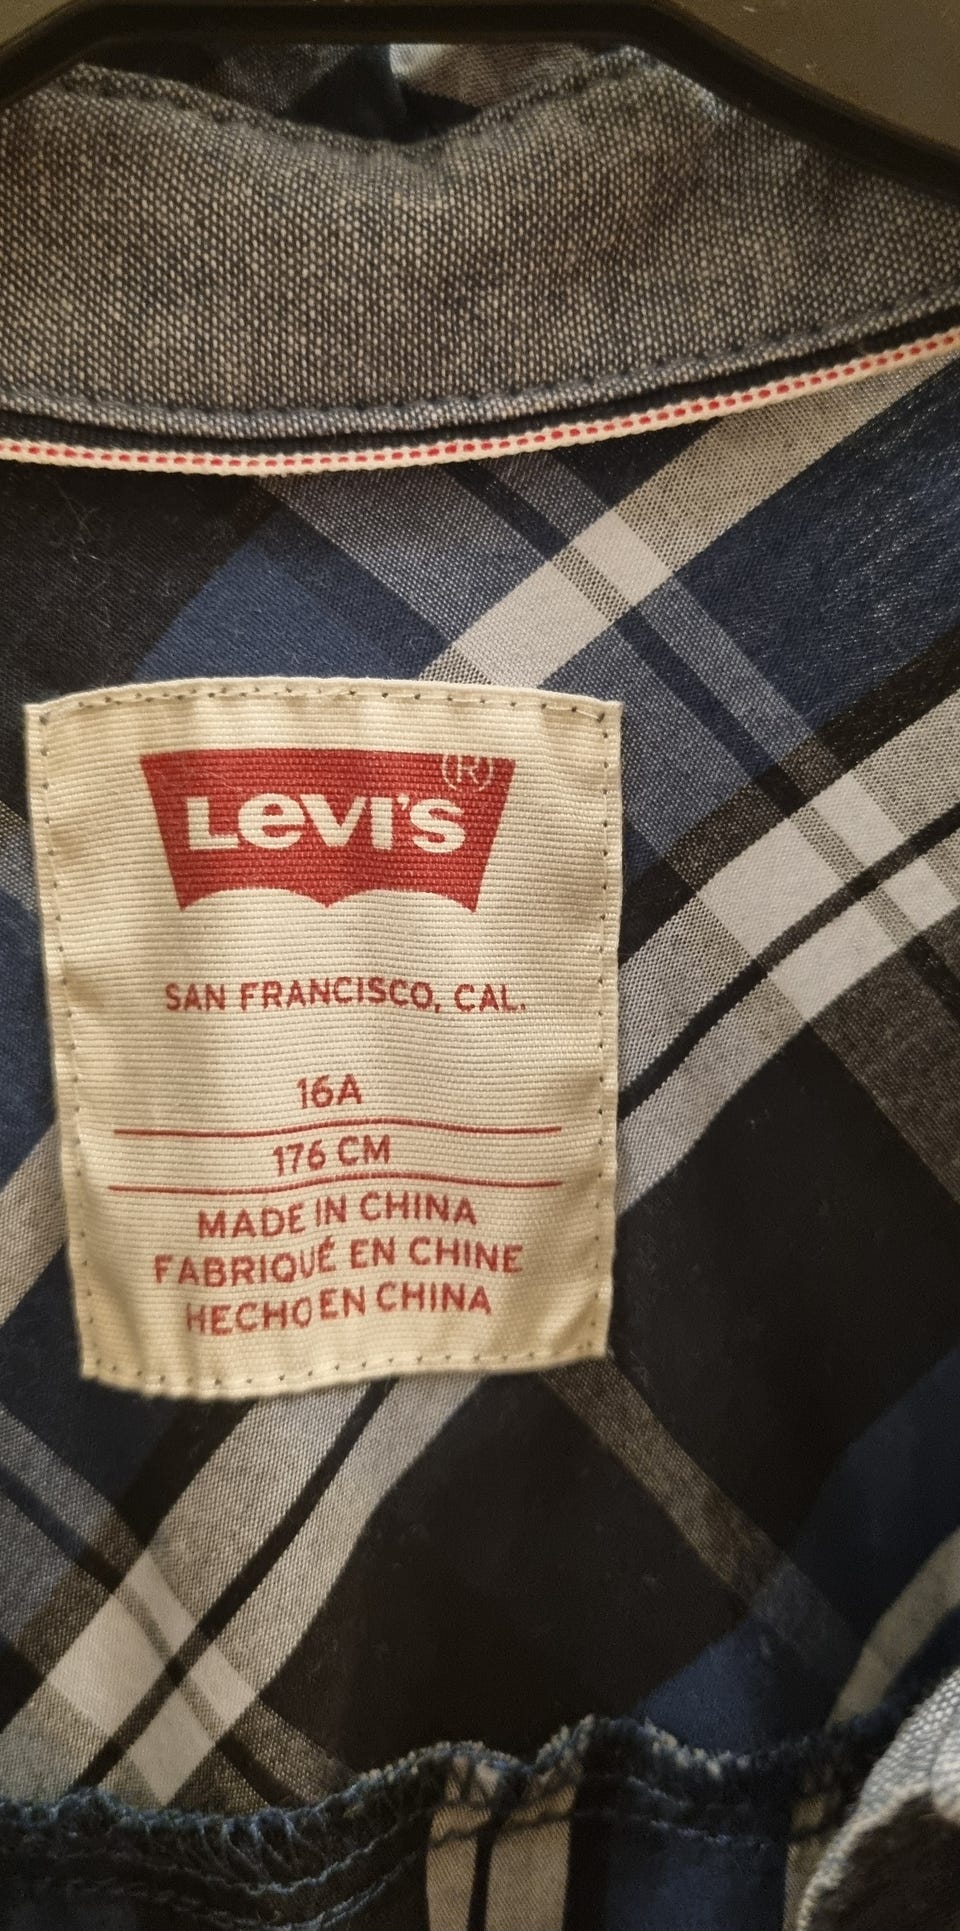 LEVI'S®
SAN FRANCISCO, CAL.
16A
176 CM
MADE IN CHINA
FABRIQUÉ EN CHINE
HECHO EN CHINA